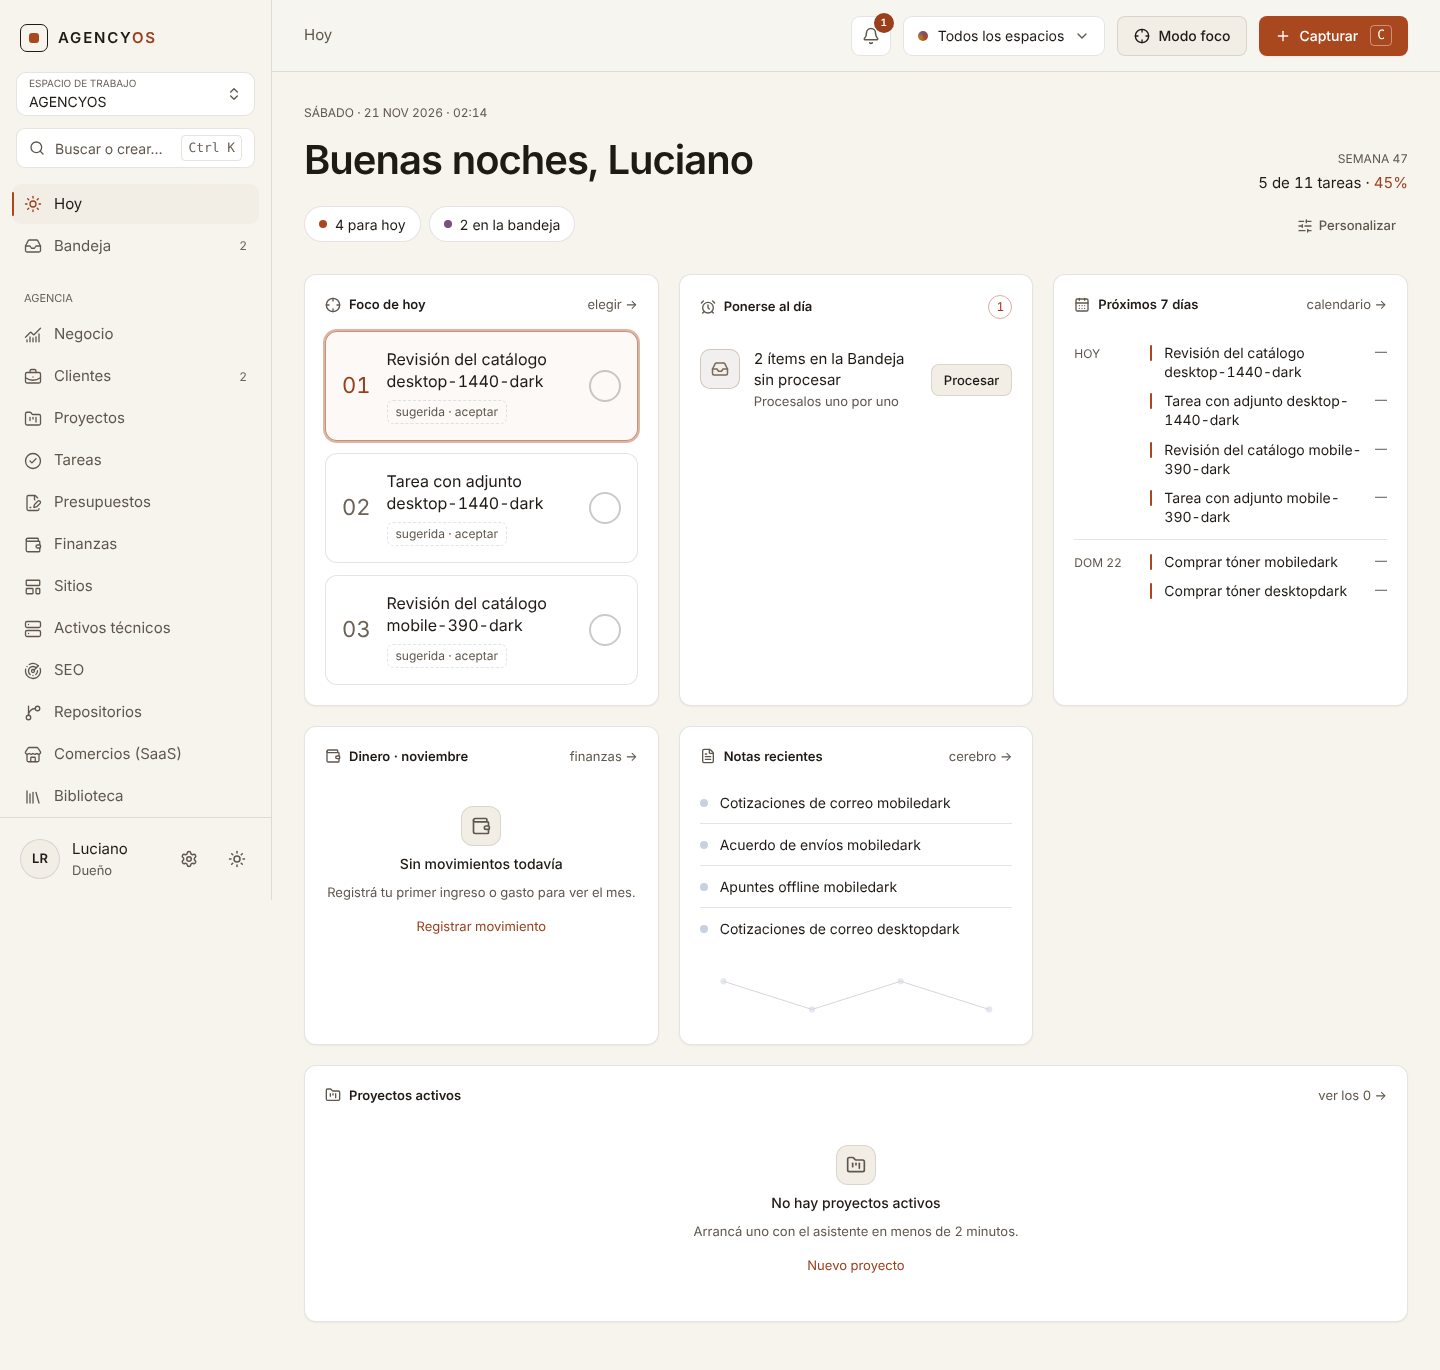 AGENCYOS
ESPACIO DE TRABAJO
AGENCYOS
Buscar o crear... Ctrl K
Hoy
Bandeja 2
AGENCIA
Negocio
Clientes 2
Proyectos
Tareas
Presupuestos
Finanzas
Sitios
Activos técnicos
SEO
Repositorios
Comercios (SaaS)
Biblioteca
LR
Luciano
Dueño
Hoy
1
Todos los espacios
Modo foco
Capturar C
SÁBADO · 21 NOV 2026 · 02:14
Buenas noches, Luciano
SEMANA 47
5 de 11 tareas · 45%
4 para hoy
2 en la bandeja
Personalizar
Foco de hoy
elegir →
01
Revisión del catálogo
desktop-1440-dark
sugerida · aceptar
02
Tarea con adjunto
desktop-1440-dark
sugerida · aceptar
03
Revisión del catálogo
mobile-390-dark
sugerida · aceptar
Ponerse al día
1
2 ítems en la Bandeja
sin procesar
Procesalos uno por uno
Procesar
Próximos 7 días
calendario →
HOY
Revisión del catálogo —
desktop-1440-dark
Tarea con adjunto desktop- —
1440-dark
Revisión del catálogo mobile- —
390-dark
Tarea con adjunto mobile- —
390-dark
DOM 22
Comprar tóner mobiledark —
Comprar tóner desktopdark —
Dinero · noviembre
finanzas →
Sin movimientos todavía
Registrá tu primer ingreso o gasto para ver el mes.
Registrar movimiento
Notas recientes
cerebro →
Cotizaciones de correo mobiledark
Acuerdo de envíos mobiledark
Apuntes offline mobiledark
Cotizaciones de correo desktopdark
Proyectos activos
ver los 0 →
No hay proyectos activos
Arrancá uno con el asistente en menos de 2 minutos.
Nuevo proyecto